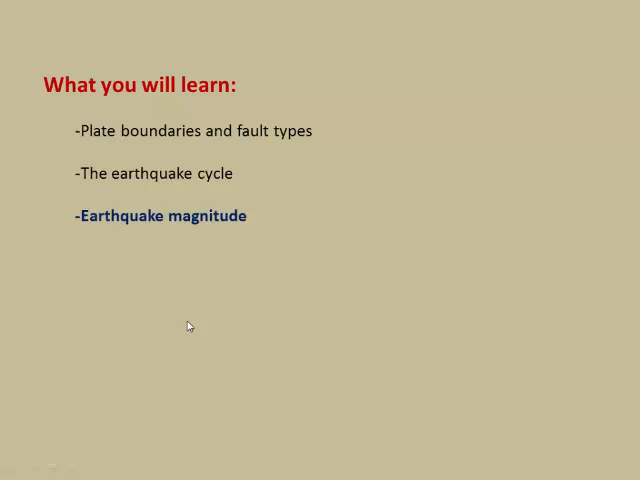 What you will learn:
-Plate boundaries and fault types
-The earthquake cycle
-Earthquake magnitude